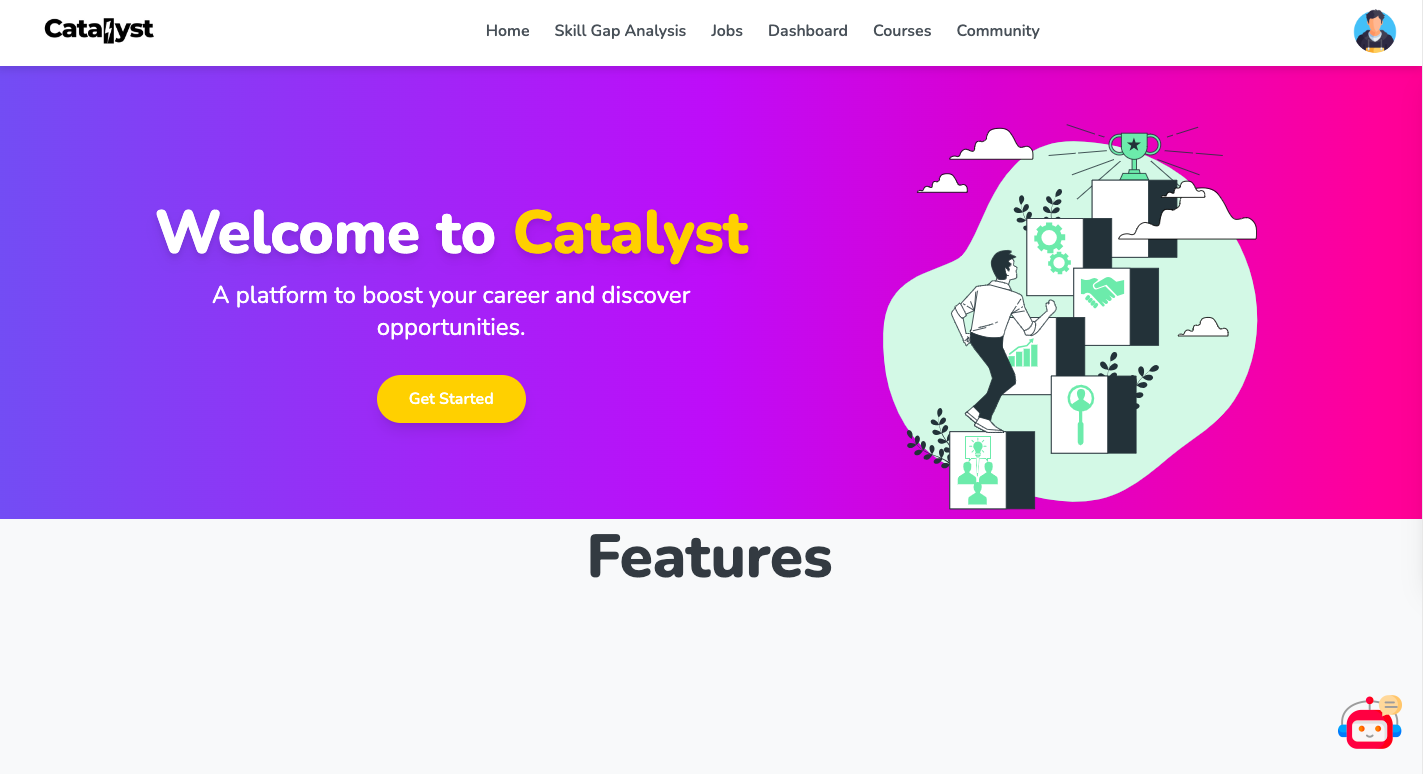 Catalyst
Home Skill Gap Analysis Jobs Dashboard Courses Community
Welcome to Catalyst
A platform to boost your career and discover
opportunities.
Get Started
Features